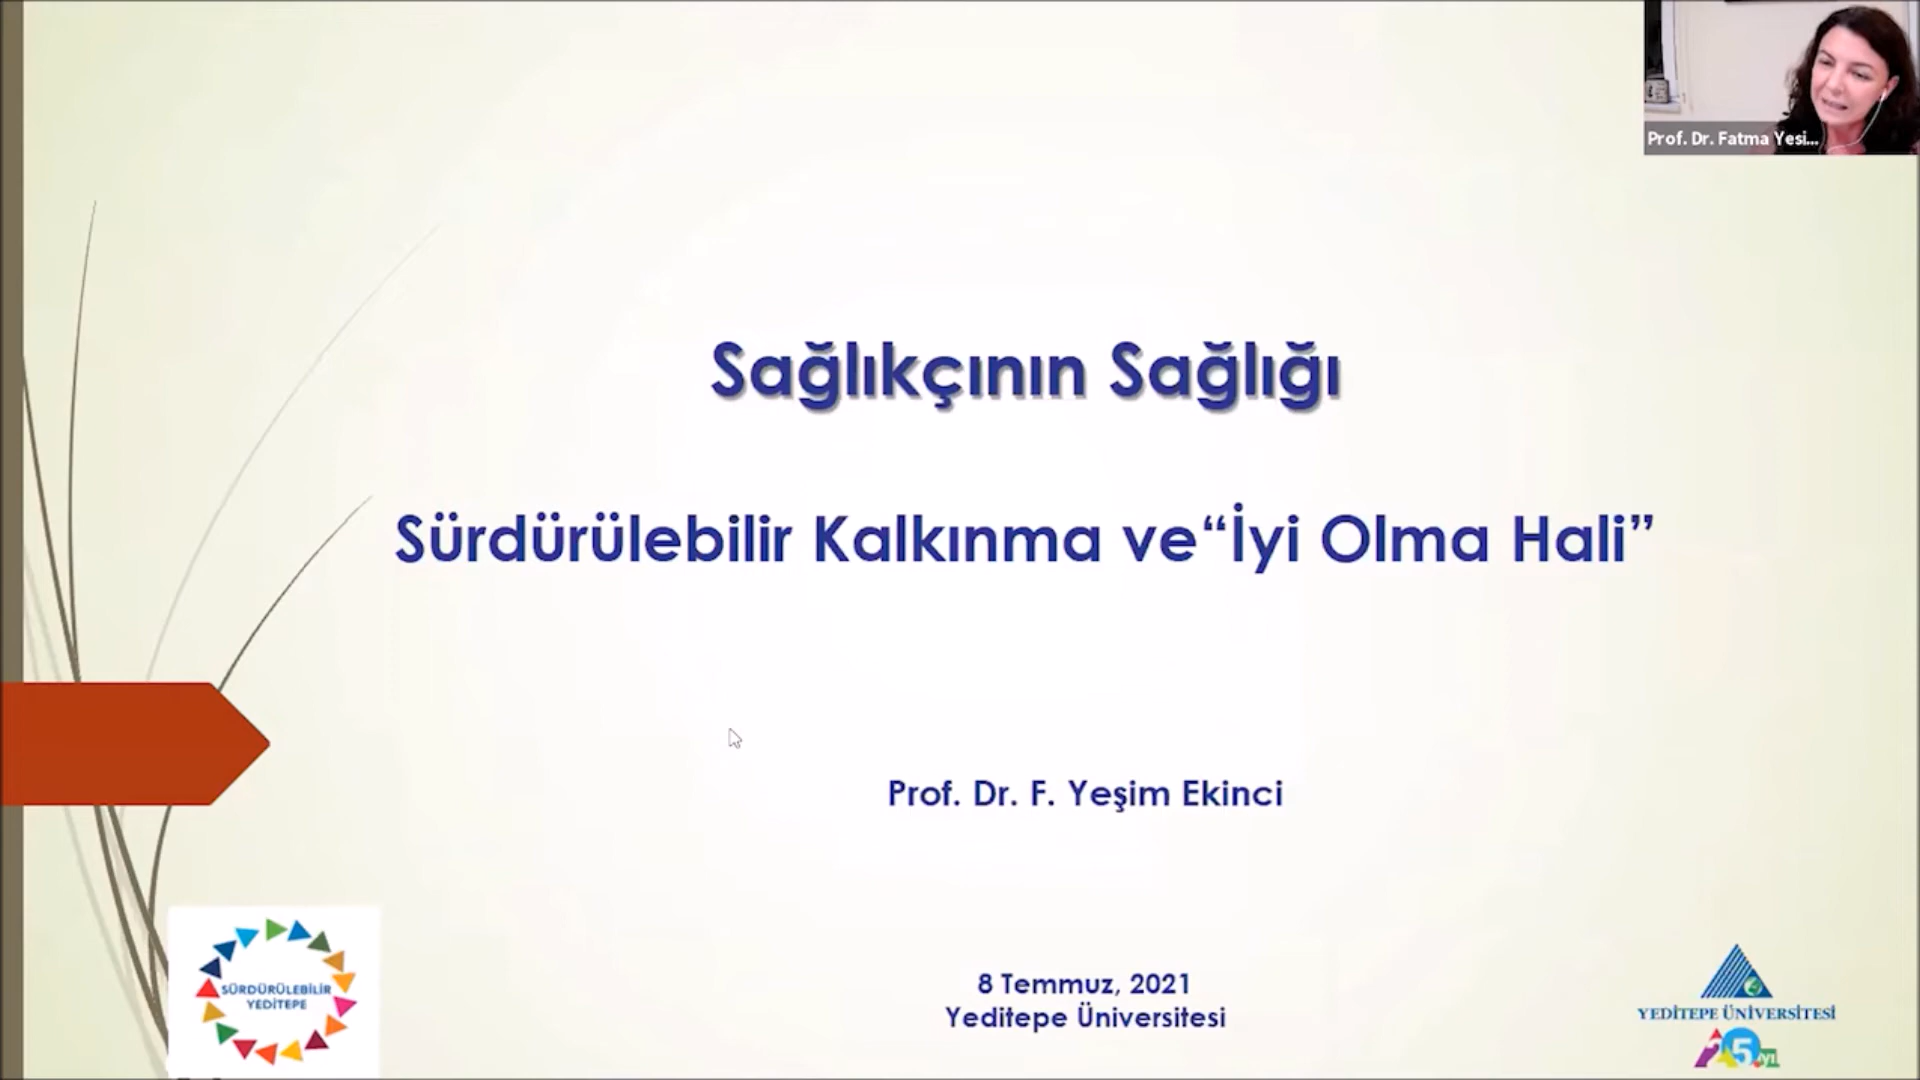 Prof. Dr. Fatma Yesi...
Sağlıkçının Sağlığı
Sürdürülebilir Kalkınma ve“İyi Olma Hali”
Prof. Dr. F. Yeşim Ekinci
8 Temmuz, 2021
Yeditepe Üniversitesi
SÜRDÜRÜLEBİLİR
YEDİTEPE
YEDİTEPE ÜNİVERSİTESİ
25.yıl